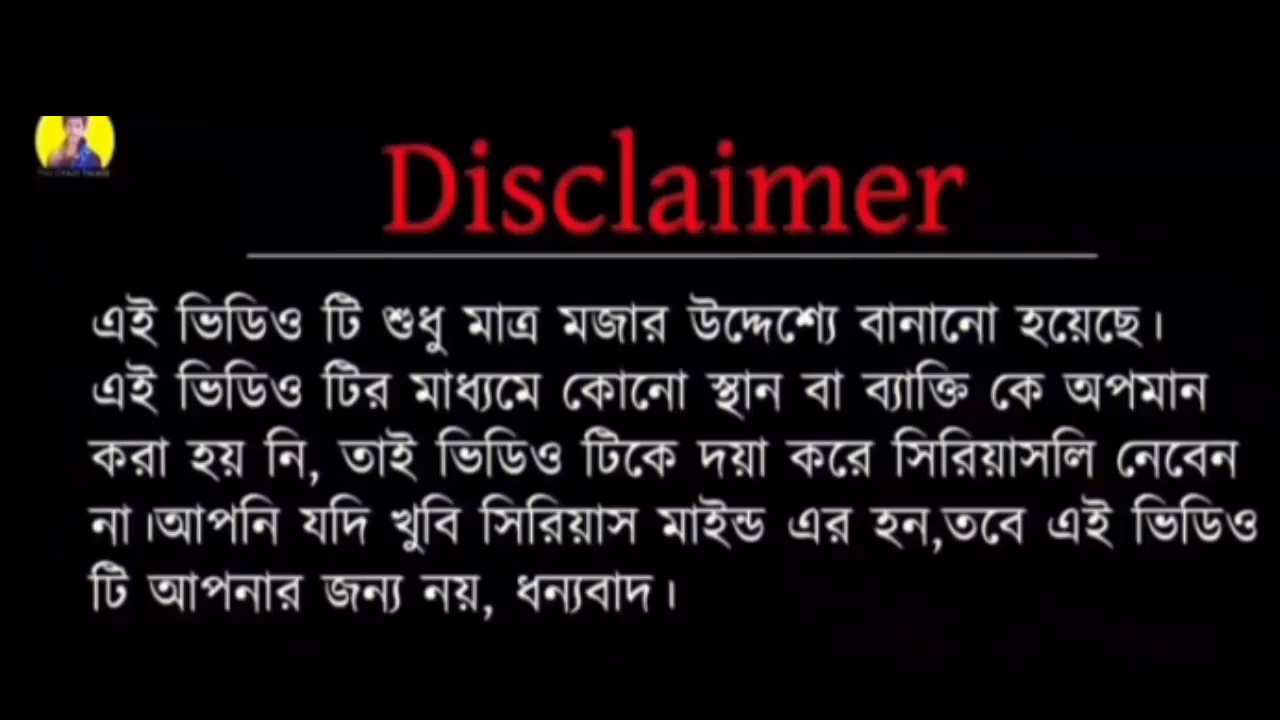 Disclaimer
এই ভিডিও টি শুধু মাত্র মজার উদ্দেশ্যে বানানো হয়েছে।
এই ভিডিও টির মাধ্যমে কোনো স্থান বা ব্যাক্তি কে অপমান
করা হয় নি, তাই ভিডিও টিকে দয়া করে সিরিয়াসলি নেবেন
না।আপনি যদি খুবি সিরিয়াস মাইন্ড এর হন,তবে এই ভিডিও
টি আপনার জন্য নয়, ধন্যবাদ।